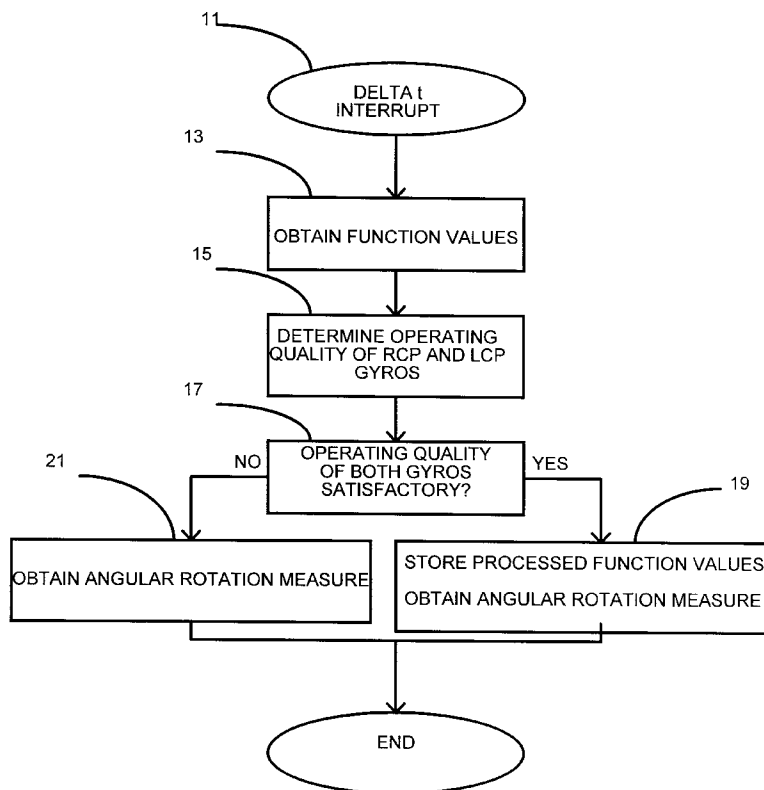 11
DELTA t
INTERRUPT
13
OBTAIN FUNCTION VALUES
15
DETERMINE OPERATING
QUALITY OF RCP AND LCP
GYROS
17
OPERATING QUALITY
OF BOTH GYROS
SATISFACTORY?
NO
YES
21
19
OBTAIN ANGULAR ROTATION MEASURE
STORE PROCESSED FUNCTION VALUES
OBTAIN ANGULAR ROTATION MEASURE
END